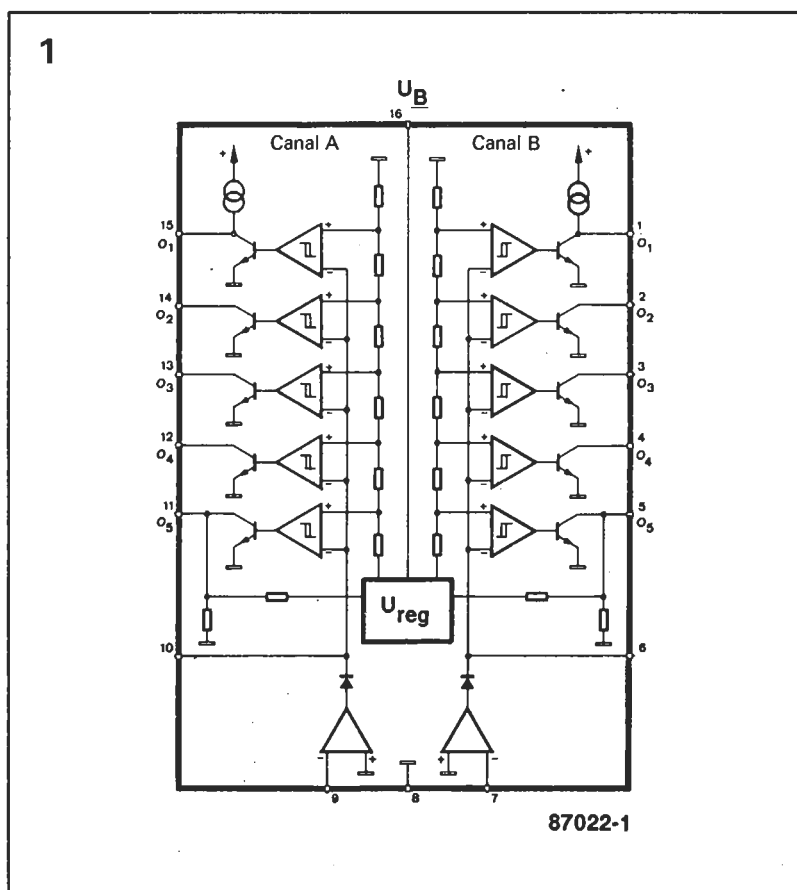 1
U_B
16
Canal A Canal B
+ +
15 + + 1
O1 - - O1
14 + + 2
O2 - - O2
13 + + 3
O3 - - O3
12 + + 4
O4 - - O4
11 + + 5
O5 - - O5
U_reg
10 6
- + + -
9 8 7
87022-1